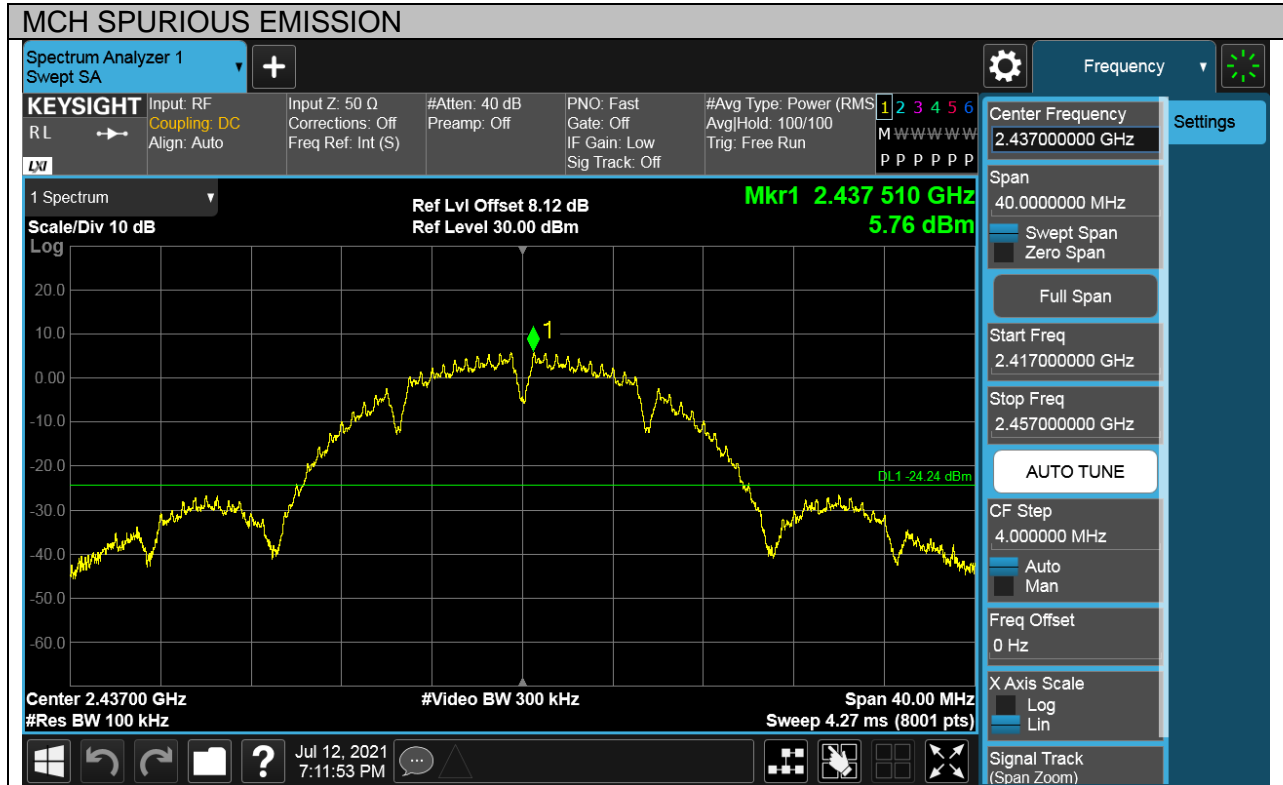 MCH SPURIOUS EMISSION
Spectrum Analyzer 1
Swept SA
Frequency
KEYSIGHT
R L
LXI
Input: RF
Coupling: DC
Align: Auto
Input Z: 50 Ω
Corrections: Off
Freq Ref: Int (S)
#Atten: 40 dB
Preamp: Off
PNO: Fast
Gate: Off
IF Gain: Low
Sig Track: Off
#Avg Type: Power (RMS
Avg|Hold: 100/100
Trig: Free Run
1 2 3 4 5 6
M W W W W W
P P P P P P
1 Spectrum
Scale/Div 10 dB
Ref Lvl Offset 8.12 dB
Ref Level 30.00 dBm
Mkr1 2.437 510 GHz
5.76 dBm
Log
20.0
10.0
0.00
-10.0
-20.0
-30.0
-40.0
-50.0
-60.0
1
DL1 -24.24 dBm
Center 2.43700 GHz
#Res BW 100 kHz
#Video BW 300 kHz
Span 40.00 MHz
Sweep 4.27 ms (8001 pts)
Jul 12, 2021
7:11:53 PM
Center Frequency
2.437000000 GHz
Settings
Span
40.0000000 MHz
Swept Span
Zero Span
Full Span
Start Freq
2.417000000 GHz
Stop Freq
2.457000000 GHz
AUTO TUNE
CF Step
4.000000 MHz
Auto
Man
Freq Offset
0 Hz
X Axis Scale
Log
Lin
Signal Track
(Span Zoom)